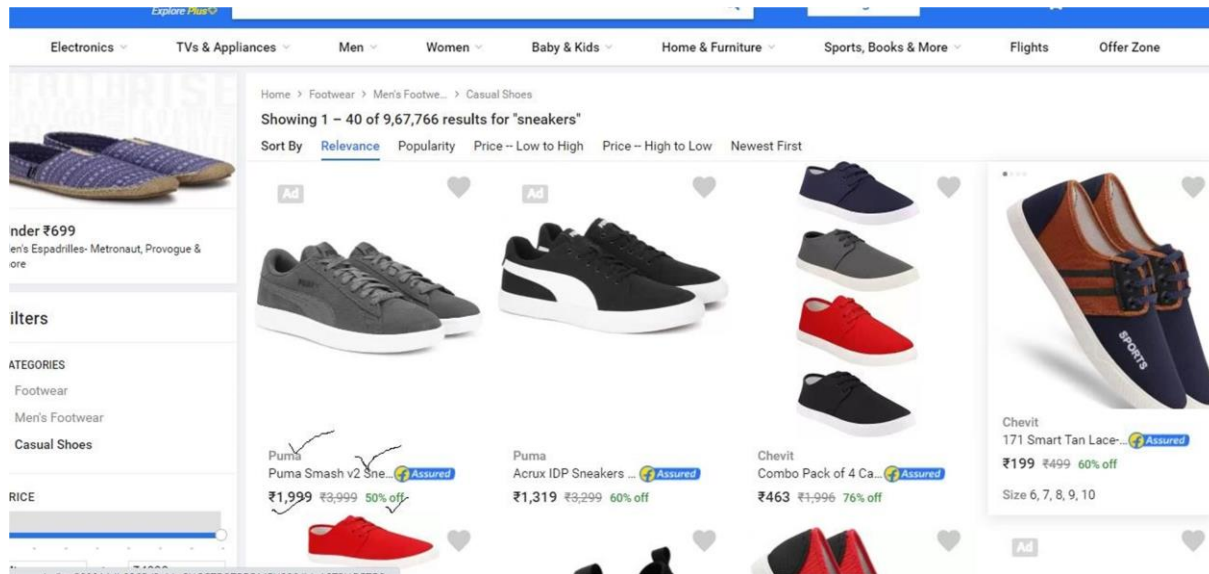 Explore Plus
Electronics TVs & Appliances Men Women Baby & Kids Home & Furniture Sports, Books & More Flights Offer Zone
Home > Footwear > Men's Footwe... > Casual Shoes
Showing 1 – 40 of 9,67,766 results for "sneakers"
Sort By Relevance Popularity Price -- Low to High Price -- High to Low Newest First
nder ₹699
en's Espadrilles- Metronaut, Provogue &
ore
ilters
ATEGORIES
Footwear
Men's Footwear
Casual Shoes
RICE
Ad
Puma
Puma Smash v2 Sne... Assured
₹1,999 ₹3,999 50% off
Ad
Puma
Acrux IDP Sneakers ... Assured
₹1,319 ₹3,299 60% off
Chevit
Combo Pack of 4 Ca... Assured
₹463 ₹1,996 76% off
SPORTS
Chevit
171 Smart Tan Lace-... Assured
₹199 ₹499 60% off
Size 6, 7, 8, 9, 10
Ad